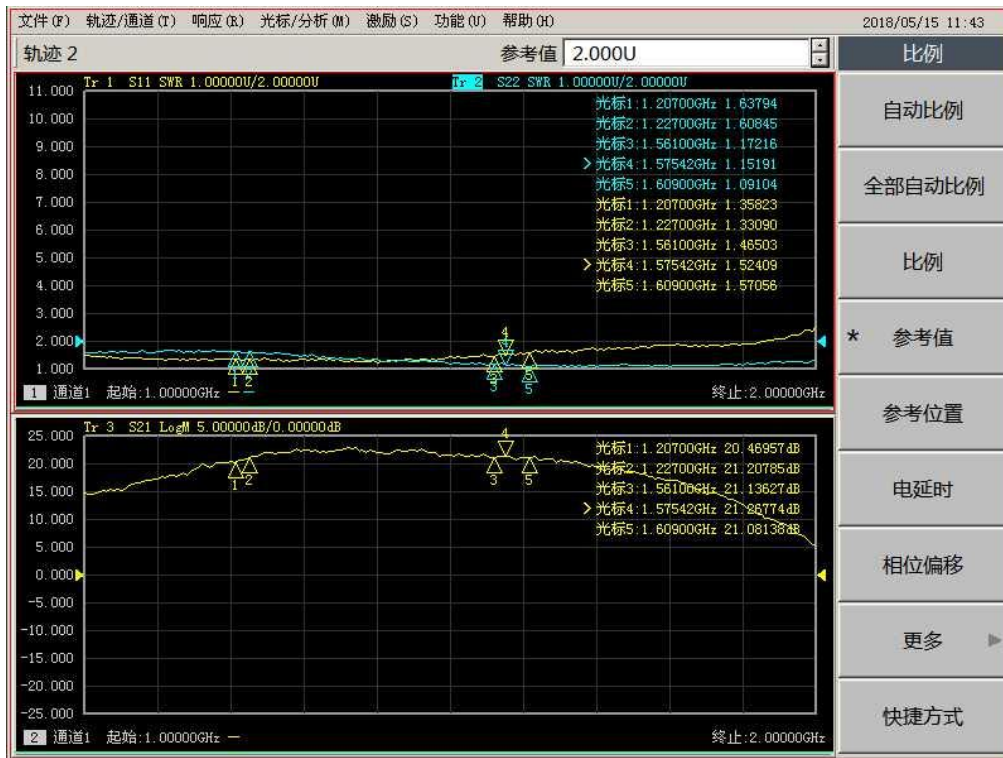 文件(F) 轨迹/通道(T) 响应(R) 光标/分析(M) 激励(S) 功能(U) 帮助(H) 2018/05/15 11:43
轨迹 2 参考值 2.000U 比例
Tr 1 S11 SWR 1.00000U/2.00000U Tr 2 S22 SWR 1.00000U/2.00000U
11.000
光标1:1.20700GHz 1.63794
10.000
光标2:1.22700GHz 1.60845
自动比例
9.000
光标3:1.56100GHz 1.17216
>光标4:1.57542GHz 1.15191
8.000
光标5:1.60900GHz 1.09104
全部自动比例
7.000
光标1:1.20700GHz 1.35823
6.000
光标2:1.22700GHz 1.33090
光标3:1.56100GHz 1.46503
5.000
>光标4:1.57542GHz 1.52409
比例
4.000
光标5:1.60900GHz 1.57056
3.000
4
2.000
* 参考值
1.000
1 2 3 5
1 通道1 起始:1.00000GHz — — 终止:2.00000GHz
参考位置
Tr 3 S21 LogM 5.00000dB/0.00000dB
25.000
4
光标1:1.20700GHz 20.46957dB
20.000
光标2:1.22700GHz 21.20785dB
1 2 3 5
光标3:1.56100GHz 21.13627dB
15.000
电延时
>光标4:1.57542GHz 21.26774dB
10.000
光标5:1.60900GHz 21.08138dB
5.000
0.000
相位偏移
-5.000
-10.000
更多
-15.000
-20.000
-25.000
快捷方式
2 通道1 起始:1.00000GHz — 终止:2.00000GHz